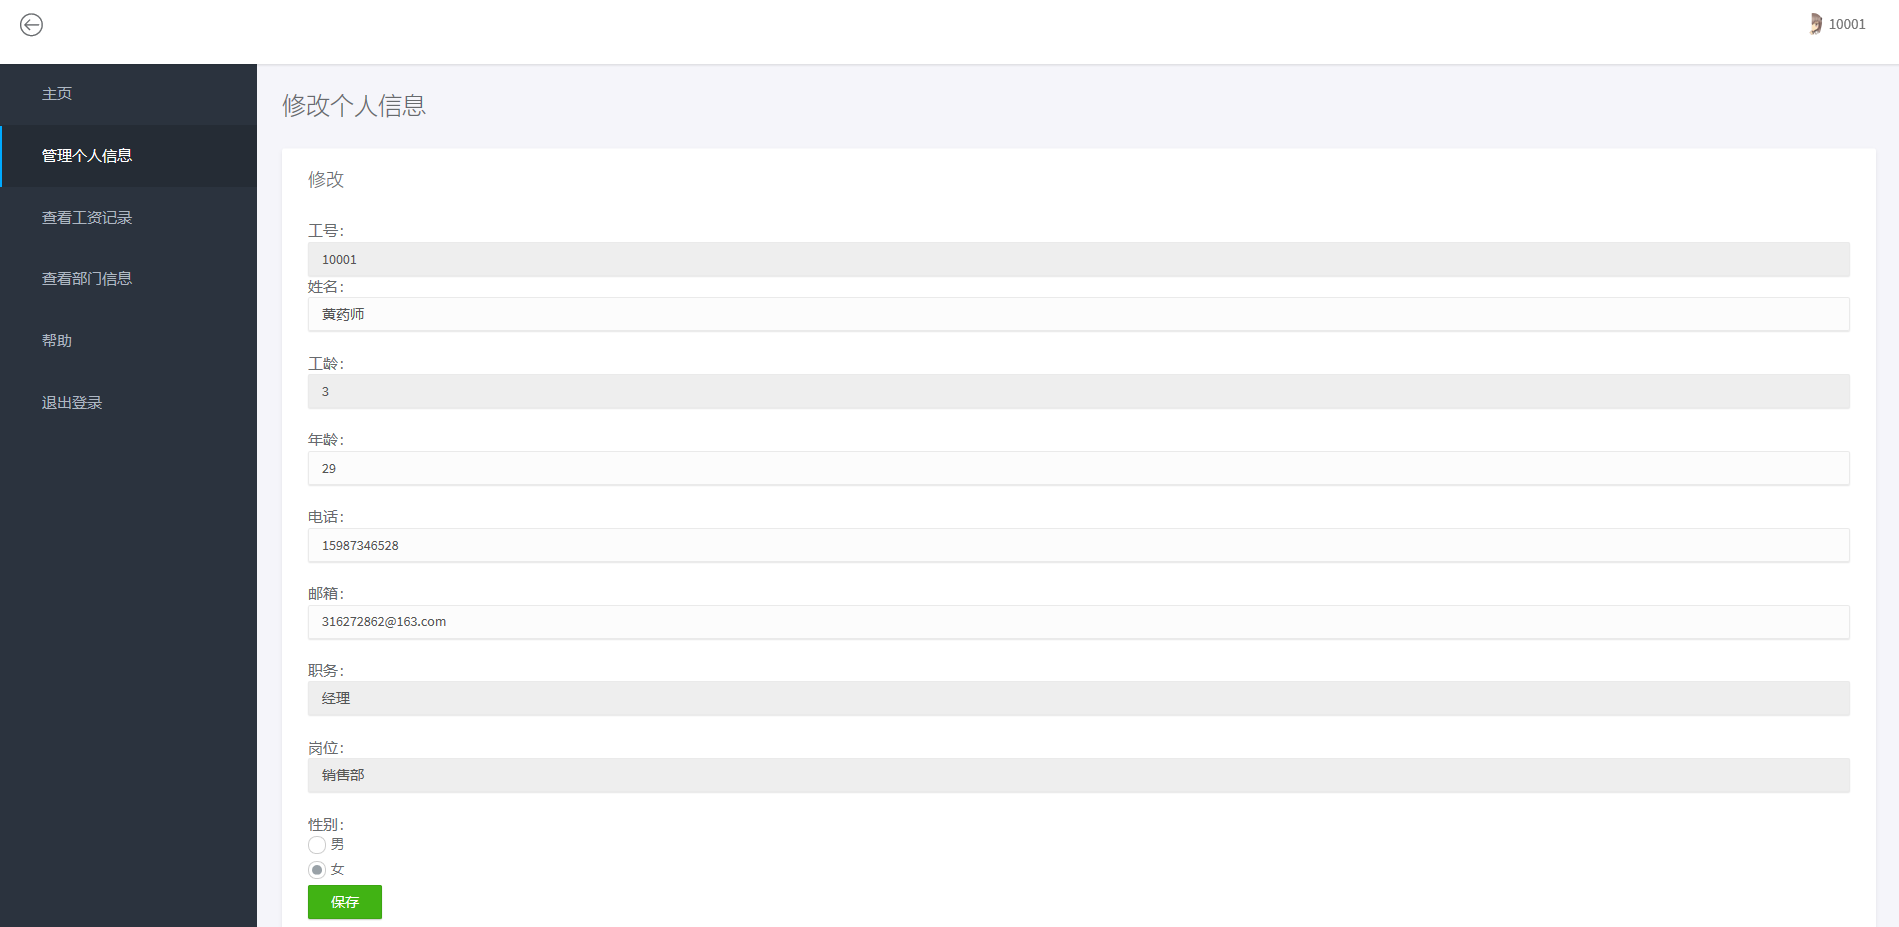 10001
主页
管理个人信息
查看工资记录
查看部门信息
帮助
退出登录
修改个人信息
修改
工号：
10001
姓名：
黄药师
工龄：
3
年龄：
29
电话：
15987346528
邮箱：
316272862@163.com
职务：
经理
岗位：
销售部
性别：
男
女
保存